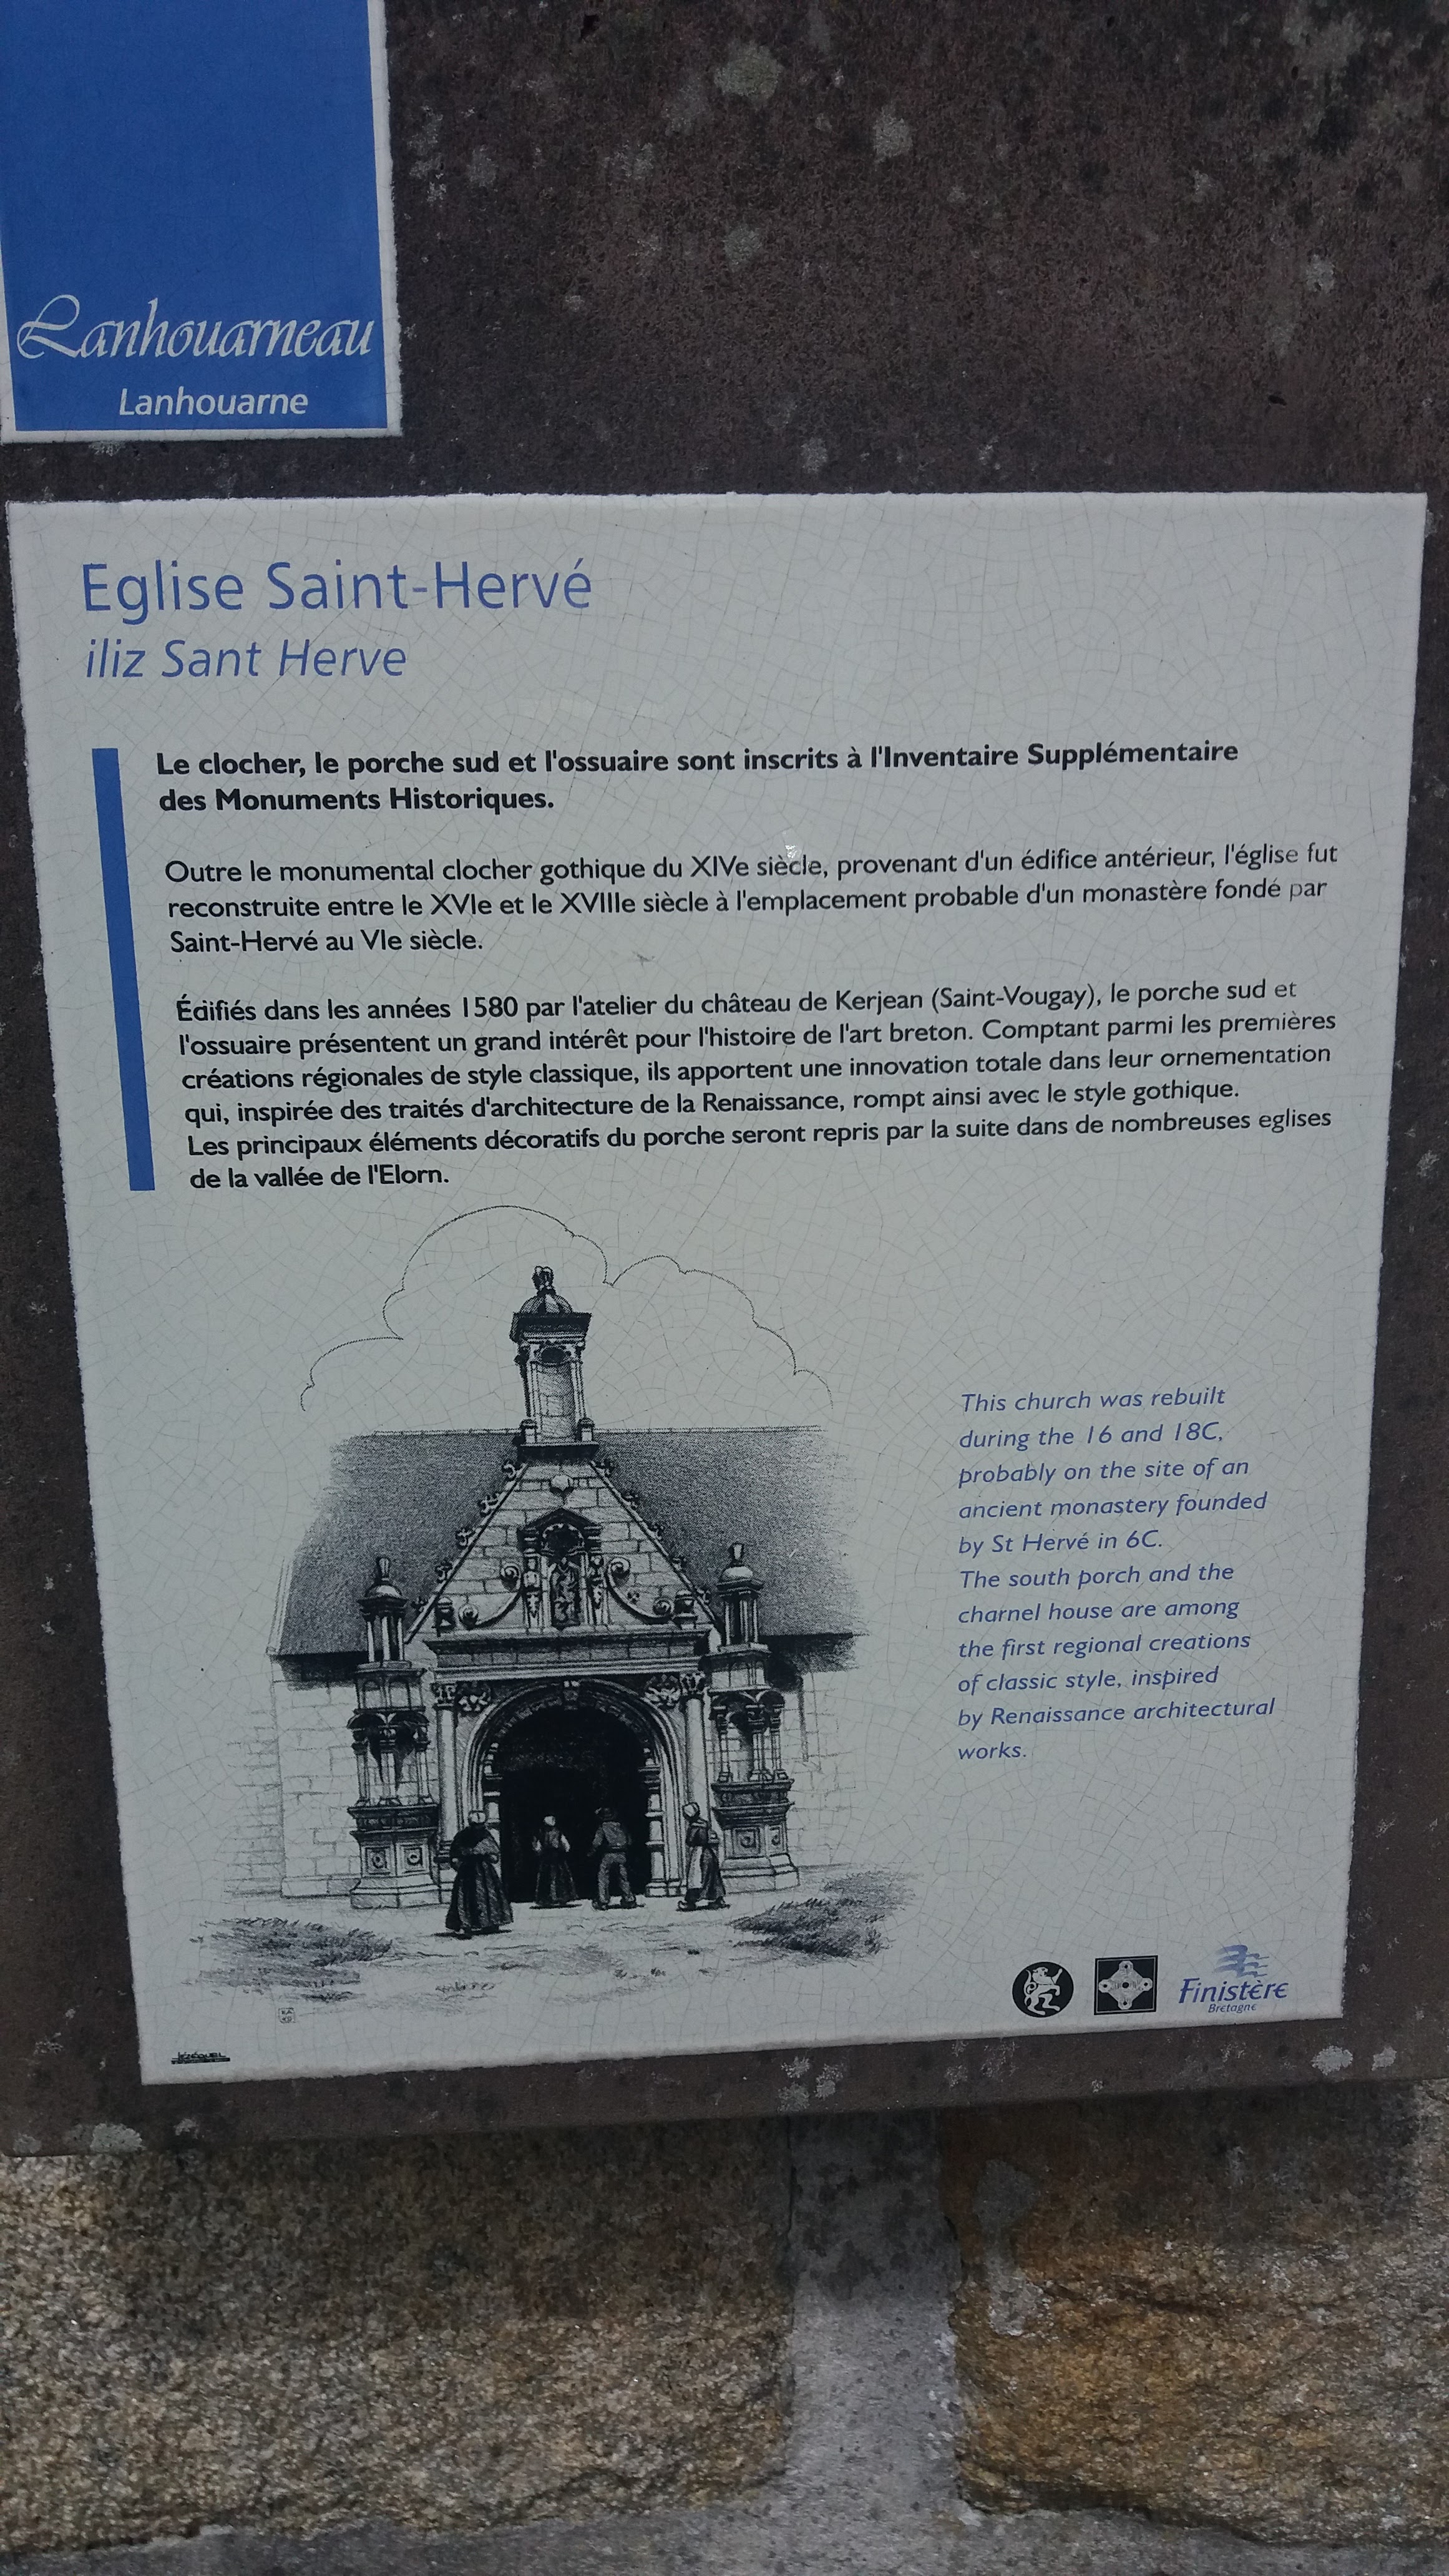 Lanhouarneau
Lanhouarne
Eglise Saint-Hervé
iliz Sant Herve
Le clocher, le porche sud et l'ossuaire sont inscrits à l'Inventaire Supplémentaire
des Monuments Historiques.
Outre le monumental clocher gothique du XIVe siècle, provenant d'un édifice antérieur, l'église fut
reconstruite entre le XVIe et le XVIIIe siècle à l'emplacement probable d'un monastère fondé par
Saint-Hervé au VIe siècle.
Édifiés dans les années 1580 par l'atelier du château de Kerjean (Saint-Vougay), le porche sud et
l'ossuaire présentent un grand intérêt pour l'histoire de l'art breton. Comptant parmi les premières
créations régionales de style classique, ils apportent une innovation totale dans leur ornementation
qui, inspirée des traités d'architecture de la Renaissance, rompt ainsi avec le style gothique.
Les principaux éléments décoratifs du porche seront repris par la suite dans de nombreuses eglises
de la vallée de l'Elorn.
This church was rebuilt
during the 16 and 18C,
probably on the site of an
ancient monastery founded
by St Hervé in 6C.
The south porch and the
charnel house are among
the first regional creations
of classic style, inspired
by Renaissance architectural
works.
Finistère
Bretagne